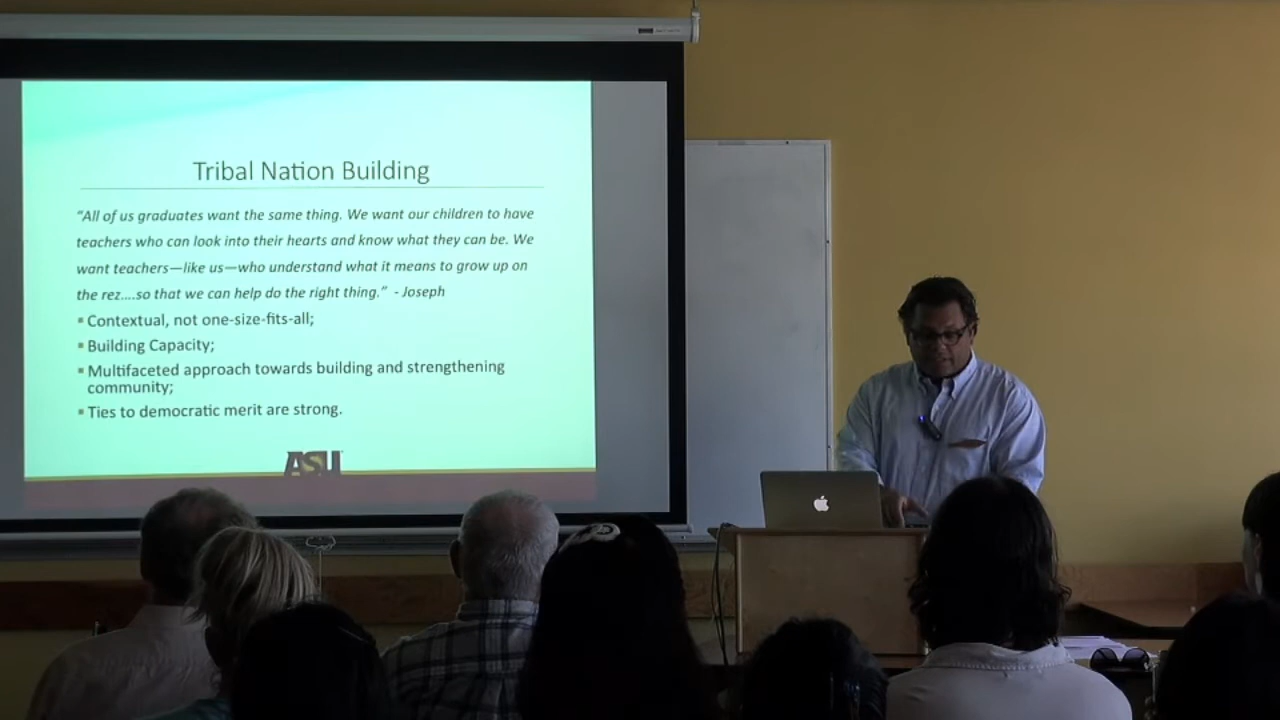 Tribal Nation Building
“All of us graduates want the same thing. We want our children to have
teachers who can look into their hearts and know what they can be. We
want teachers—like us—who understand what it means to grow up on
the rez....so that we can help do the right thing.” - Joseph
▪ Contextual, not one-size-fits-all;
▪ Building Capacity;
▪ Multifaceted approach towards building and strengthening
community;
▪ Ties to democratic merit are strong.
ASU